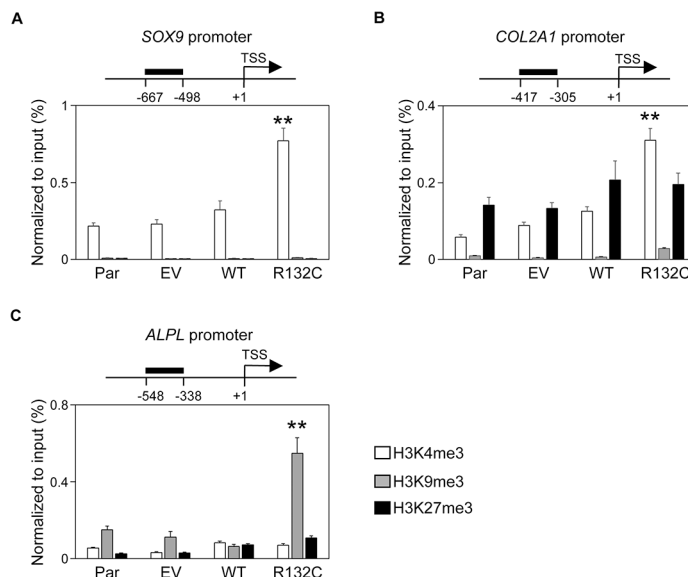 A
SOX9 promoter
TSS
-667 -498 +1
Normalized to input (%)
1
0.5
0
**
Par EV WT R132C
B
COL2A1 promoter
TSS
-417 -305 +1
Normalized to input (%)
0.4
0.2
0
**
Par EV WT R132C
C
ALPL promoter
TSS
-548 -338 +1
Normalized to input (%)
0.8
0.4
0
**
Par EV WT R132C
H3K4me3
H3K9me3
H3K27me3